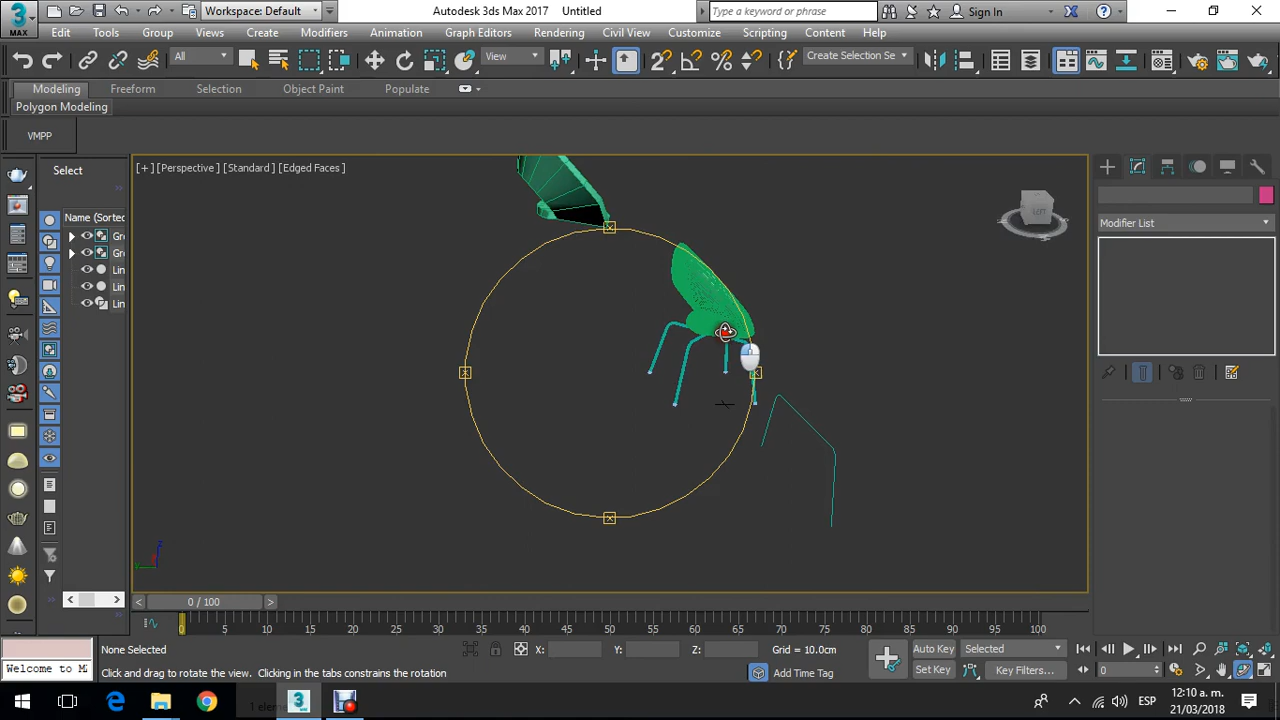 3 MAX Workspace: Default Autodesk 3ds Max 2017 Untitled Type a keyword or phrase Sign In
Edit Tools Group Views Create Modifiers Animation Graph Editors Rendering Civil View Customize Scripting Content Help
All View Create Selection Se
Modeling Freeform Selection Object Paint Populate
Polygon Modeling
VMPP
Select
[+] [Perspective] [Standard] [Edged Faces]
Name (Sorted
Gr
Gr
Lin
Lin
Lin
LEFT
Modifier List
0 / 100
0 5 10 15 20 25 30 35 40 45 50 55 60 65 70 75 80 85 90 95 100
None Selected X: Y: Z: Grid = 10.0cm Auto Key Selected
Welcome to M Click and drag to rotate the view. Clicking in the tabs constrains the rotation Add Time Tag Set Key Key Filters... 0
1 eleme
ESP 12:10 a. m.
21/03/2018